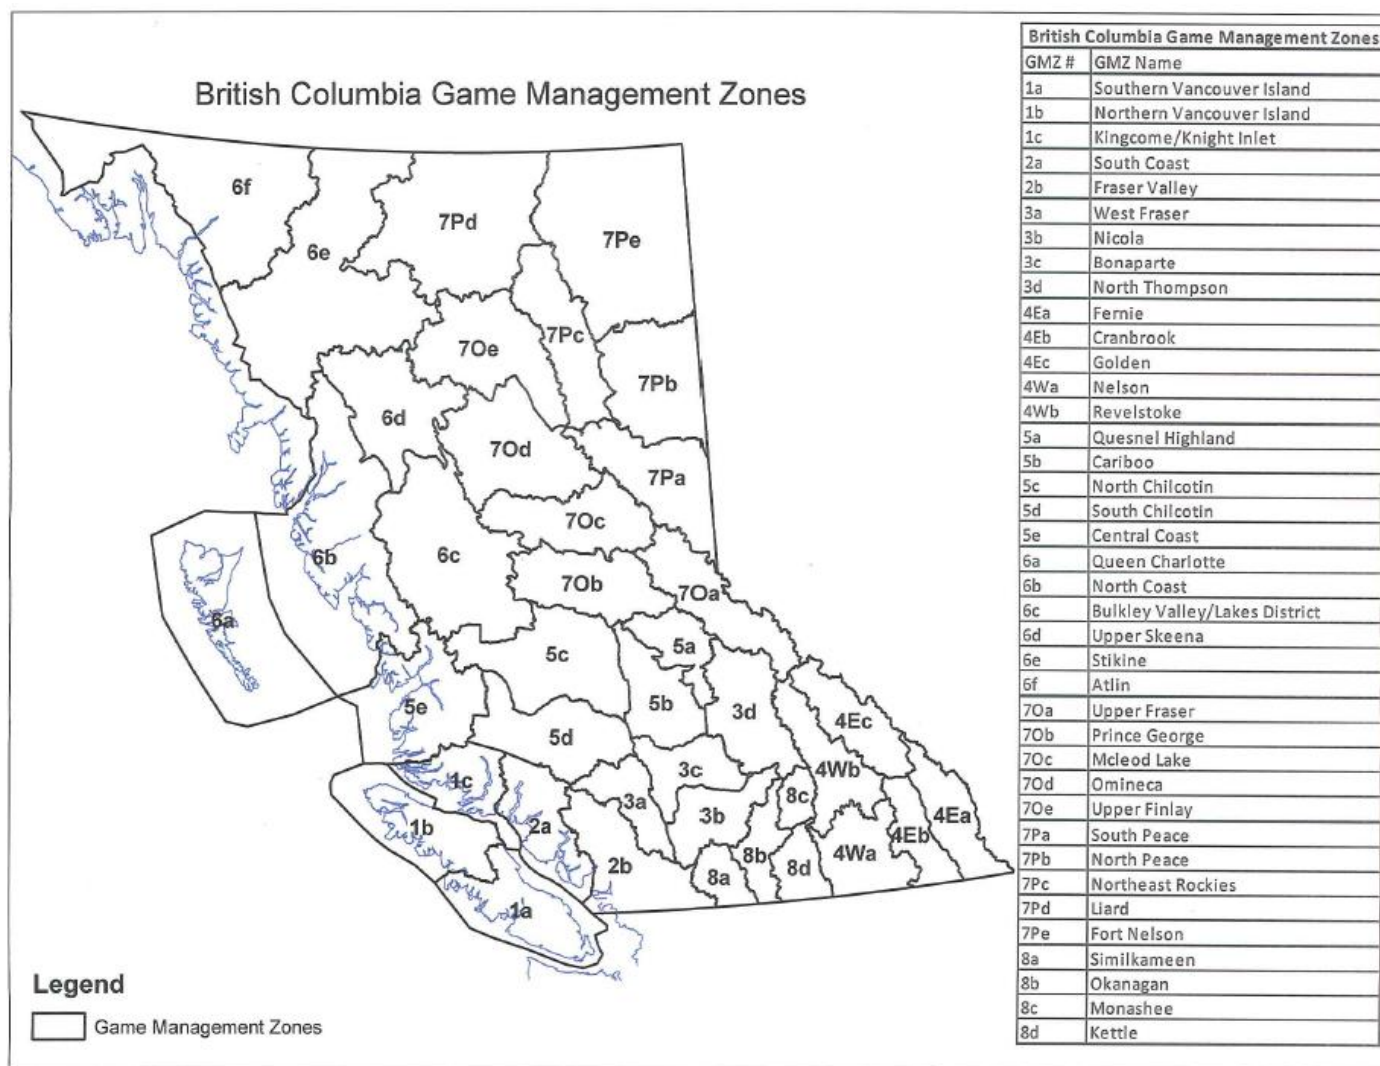 British Columbia Game Management Zones
6f
6e
7Pd
7Pe
7Pc
7Oe
7Pb
6d
7Od
7Pa
7Oc
6c
6b
7Ob
7Oa
6a
5c
5a
5b
3d
5e
4Ec
5d
1c
3c
4Wb
8c
3a
3b
4Ea
1b
2a
4Eb
8b
4Wa
2b
8a
8d
1a
Legend
Game Management Zones
British Columbia Game Management Zones
GMZ # GMZ Name
1a Southern Vancouver Island
1b Northern Vancouver Island
1c Kingcome/Knight Inlet
2a South Coast
2b Fraser Valley
3a West Fraser
3b Nicola
3c Bonaparte
3d North Thompson
4Ea Fernie
4Eb Cranbrook
4Ec Golden
4Wa Nelson
4Wb Revelstoke
5a Quesnel Highland
5b Cariboo
5c North Chilcotin
5d South Chilcotin
5e Central Coast
6a Queen Charlotte
6b North Coast
6c Bulkley Valley/Lakes District
6d Upper Skeena
6e Stikine
6f Atlin
7Oa Upper Fraser
7Ob Prince George
7Oc Mcleod Lake
7Od Omineca
7Oe Upper Finlay
7Pa South Peace
7Pb North Peace
7Pc Northeast Rockies
7Pd Liard
7Pe Fort Nelson
8a Similkameen
8b Okanagan
8c Monashee
8d Kettle